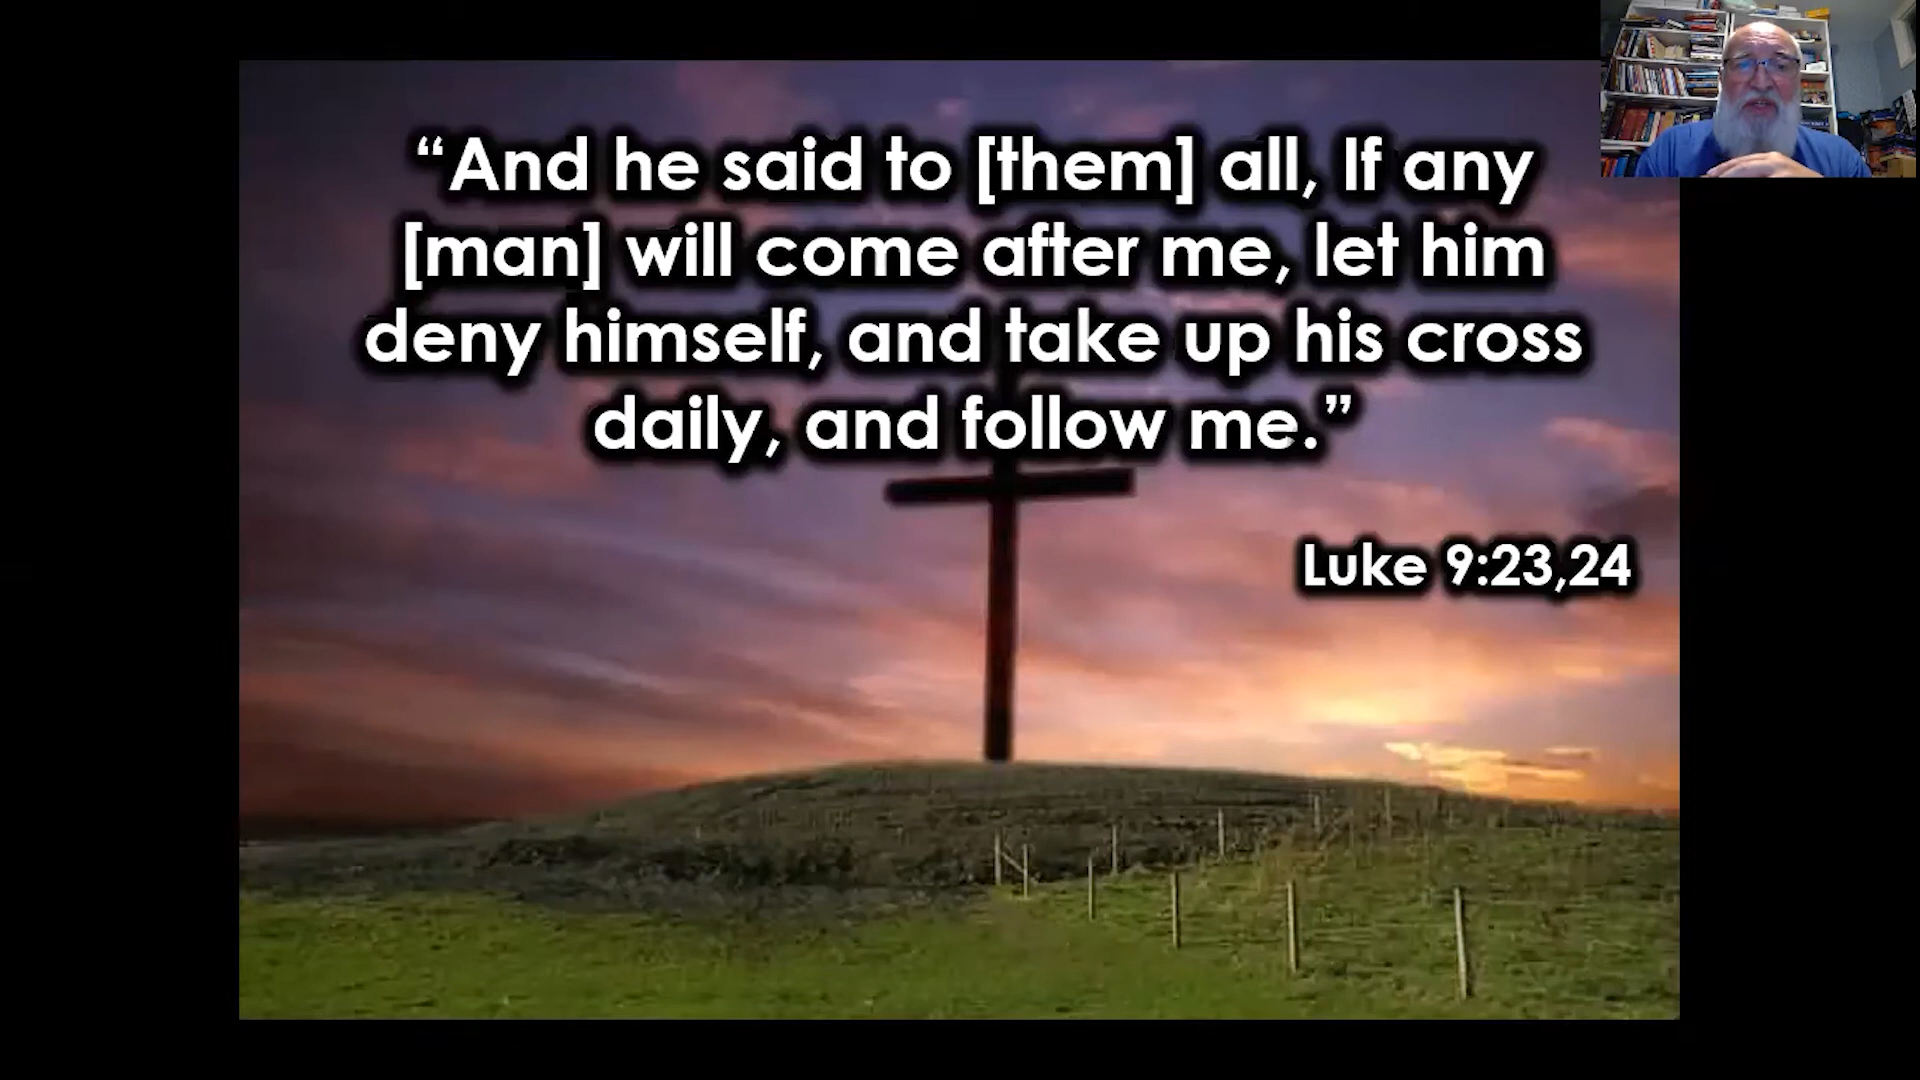 “And he said to [them] all, If any
[man] will come after me, let him
deny himself, and take up his cross
daily, and follow me.”
Luke 9:23,24